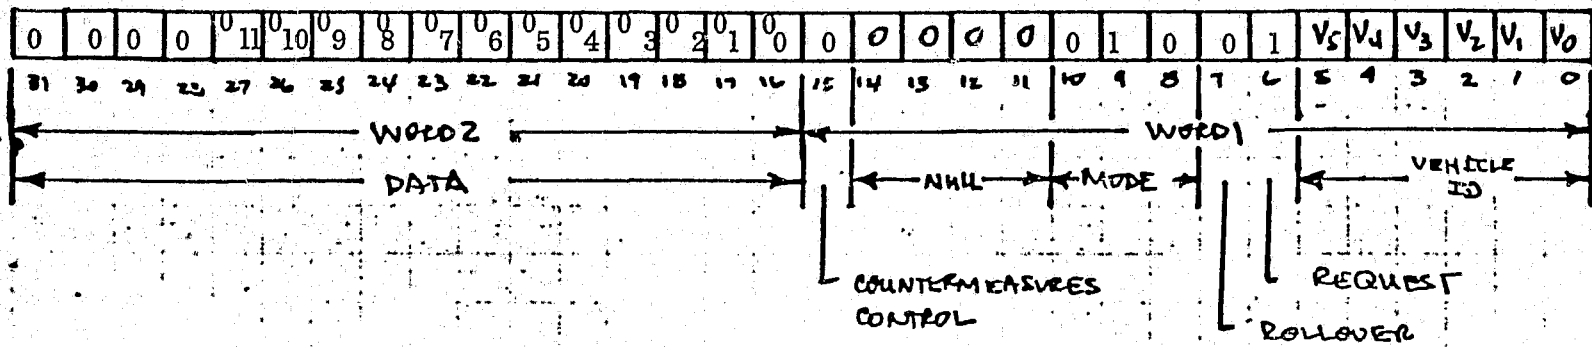 0 0 0 0 0 11 0 10 0 9 0 8 0 7 0 6 0 5 0 4 0 3 0 2 0 1 0 0 0 0 0 0 0 0 1 0 0 1 V5 V4 V3 V2 V1 V0
31 30 29 28 27 26 25 24 23 22 21 20 19 18 17 16 15 14 13 12 11 10 9 8 7 6 5 4 3 2 1 0
WORD2 WORD1
DATA NULL MODE VEHICLE
ID
COUNTERMEASURES REQUEST
CONTROL ROLLOVER